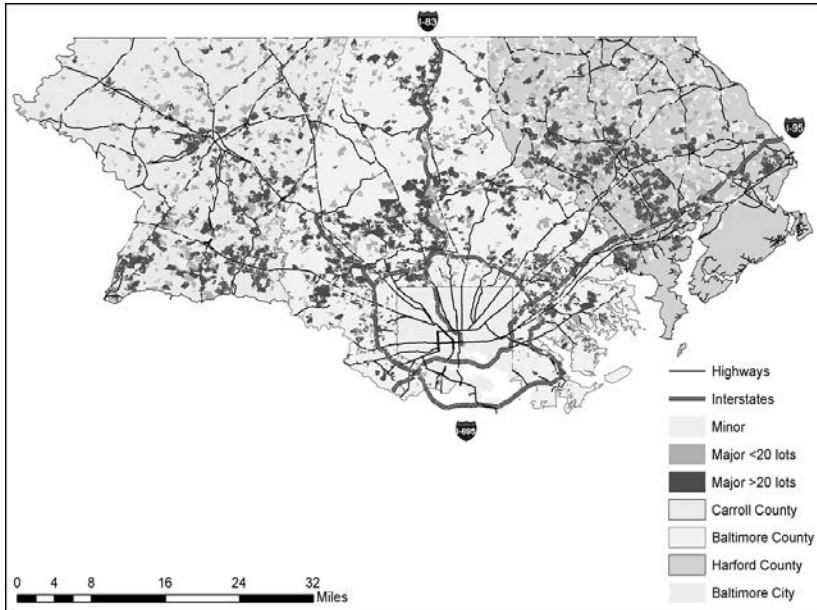 I-83
I-95
I-695
Highways
Interstates
Minor
Major <20 lots
Major >20 lots
Carroll County
Baltimore County
Harford County
Baltimore City
0 4 8 16 24 32
Miles